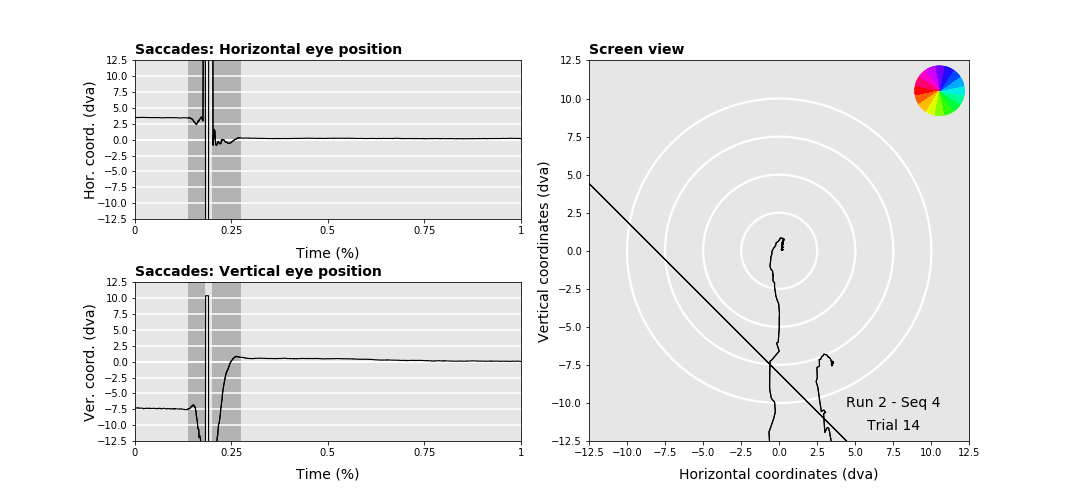 Saccades: Horizontal eye position
12.5
10.0
7.5
5.0
2.5
0.0
−2.5
−5.0
−7.5
−10.0
−12.5
Hor. coord. (dva)
0 0.25 0.5 0.75 1
Time (%)
Saccades: Vertical eye position
12.5
10.0
7.5
5.0
2.5
0.0
−2.5
−5.0
−7.5
−10.0
−12.5
Ver. coord. (dva)
0 0.25 0.5 0.75 1
Time (%)
Screen view
12.5
10.0
7.5
5.0
2.5
0.0
−2.5
−5.0
−7.5
−10.0
−12.5
Vertical coordinates (dva)
Run 2 - Seq 4
Trial 14
−12.5 −10.0 −7.5 −5.0 −2.5 0.0 2.5 5.0 7.5 10.0 12.5
Horizontal coordinates (dva)